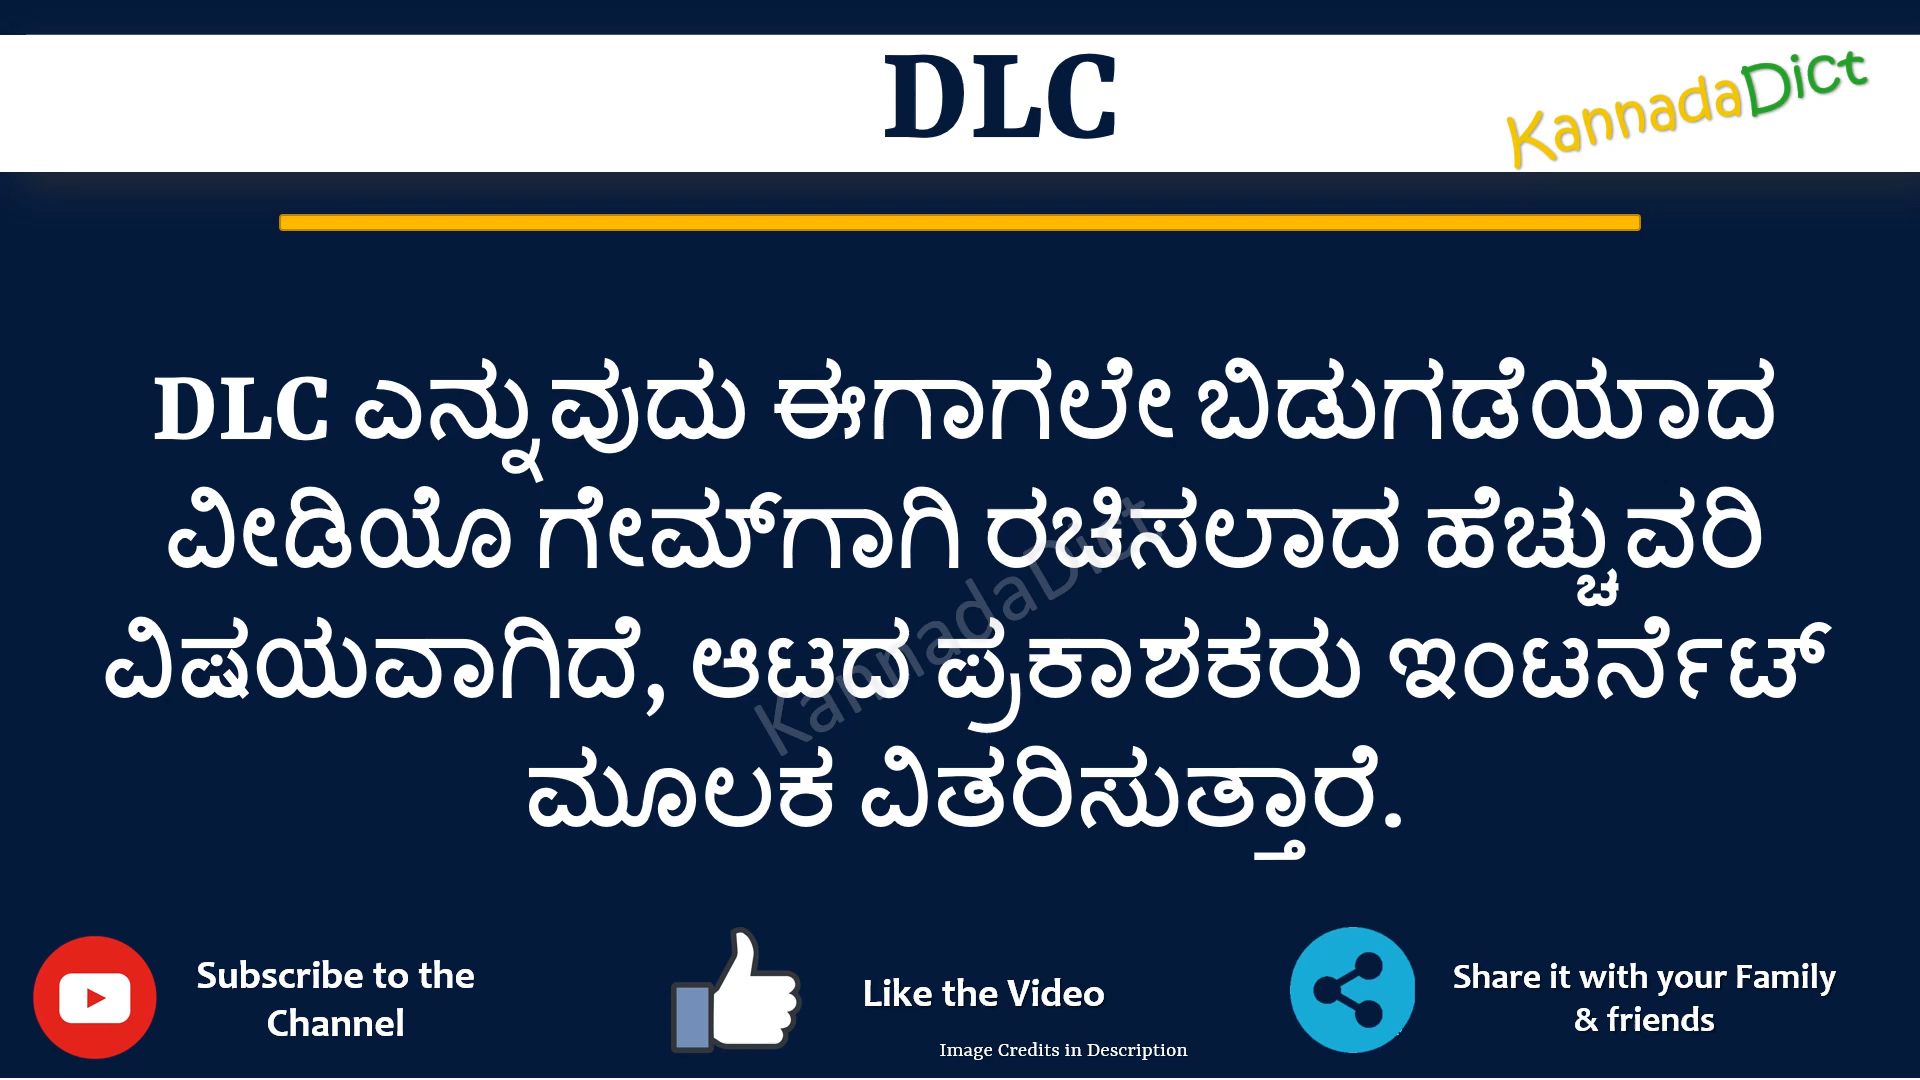 DLC
KannadaDict
DLC ಎನ್ನುವುದು ಈಗಾಗಲೇ ಬಿಡುಗಡೆಯಾದ
ವೀಡಿಯೊ ಗೇಮ್‌ಗಾಗಿ ರಚಿಸಲಾದ ಹೆಚ್ಚುವರಿ
ವಿಷಯವಾಗಿದೆ, ಆಟದ ಪ್ರಕಾಶಕರು ಇಂಟರ್ನೆಟ್
ಮೂಲಕ ವಿತರಿಸುತ್ತಾರೆ.
KannadaDict
Subscribe to the
Channel
Like the Video
Share it with your Family
& friends
Image Credits in Description